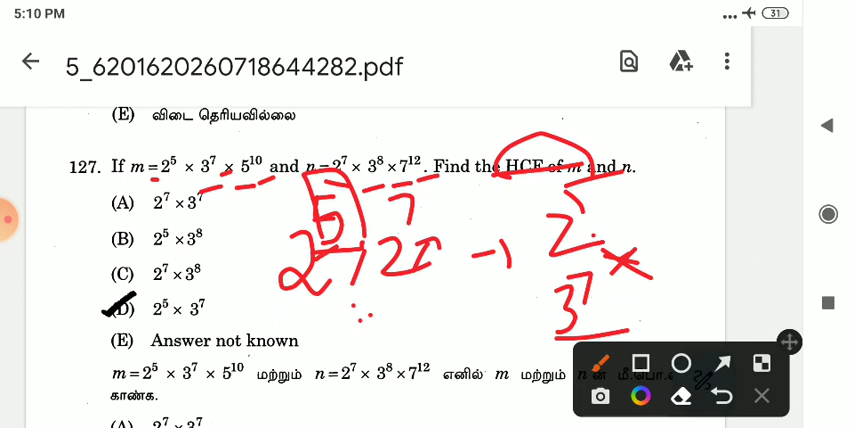 5:10 PM
31
5_6201620260718644282.pdf
(E) விடை தெரியவில்லை
127. If m = 2⁵ × 3⁷ × 5¹⁰ and n = 2⁷ × 3⁸ × 7¹². Find the HCF of m and n.
(A) 2⁷ × 3⁷
(B) 2⁵ × 3⁸
(C) 2⁷ × 3⁸
(D) 2⁵ × 3⁷
(E) Answer not known
m = 2⁵ × 3⁷ × 5¹⁰ மற்றும் n = 2⁷ × 3⁸ × 7¹² எனில் m மற்றும் n ன்
காண்க.
(A) 2⁷ × 3⁷